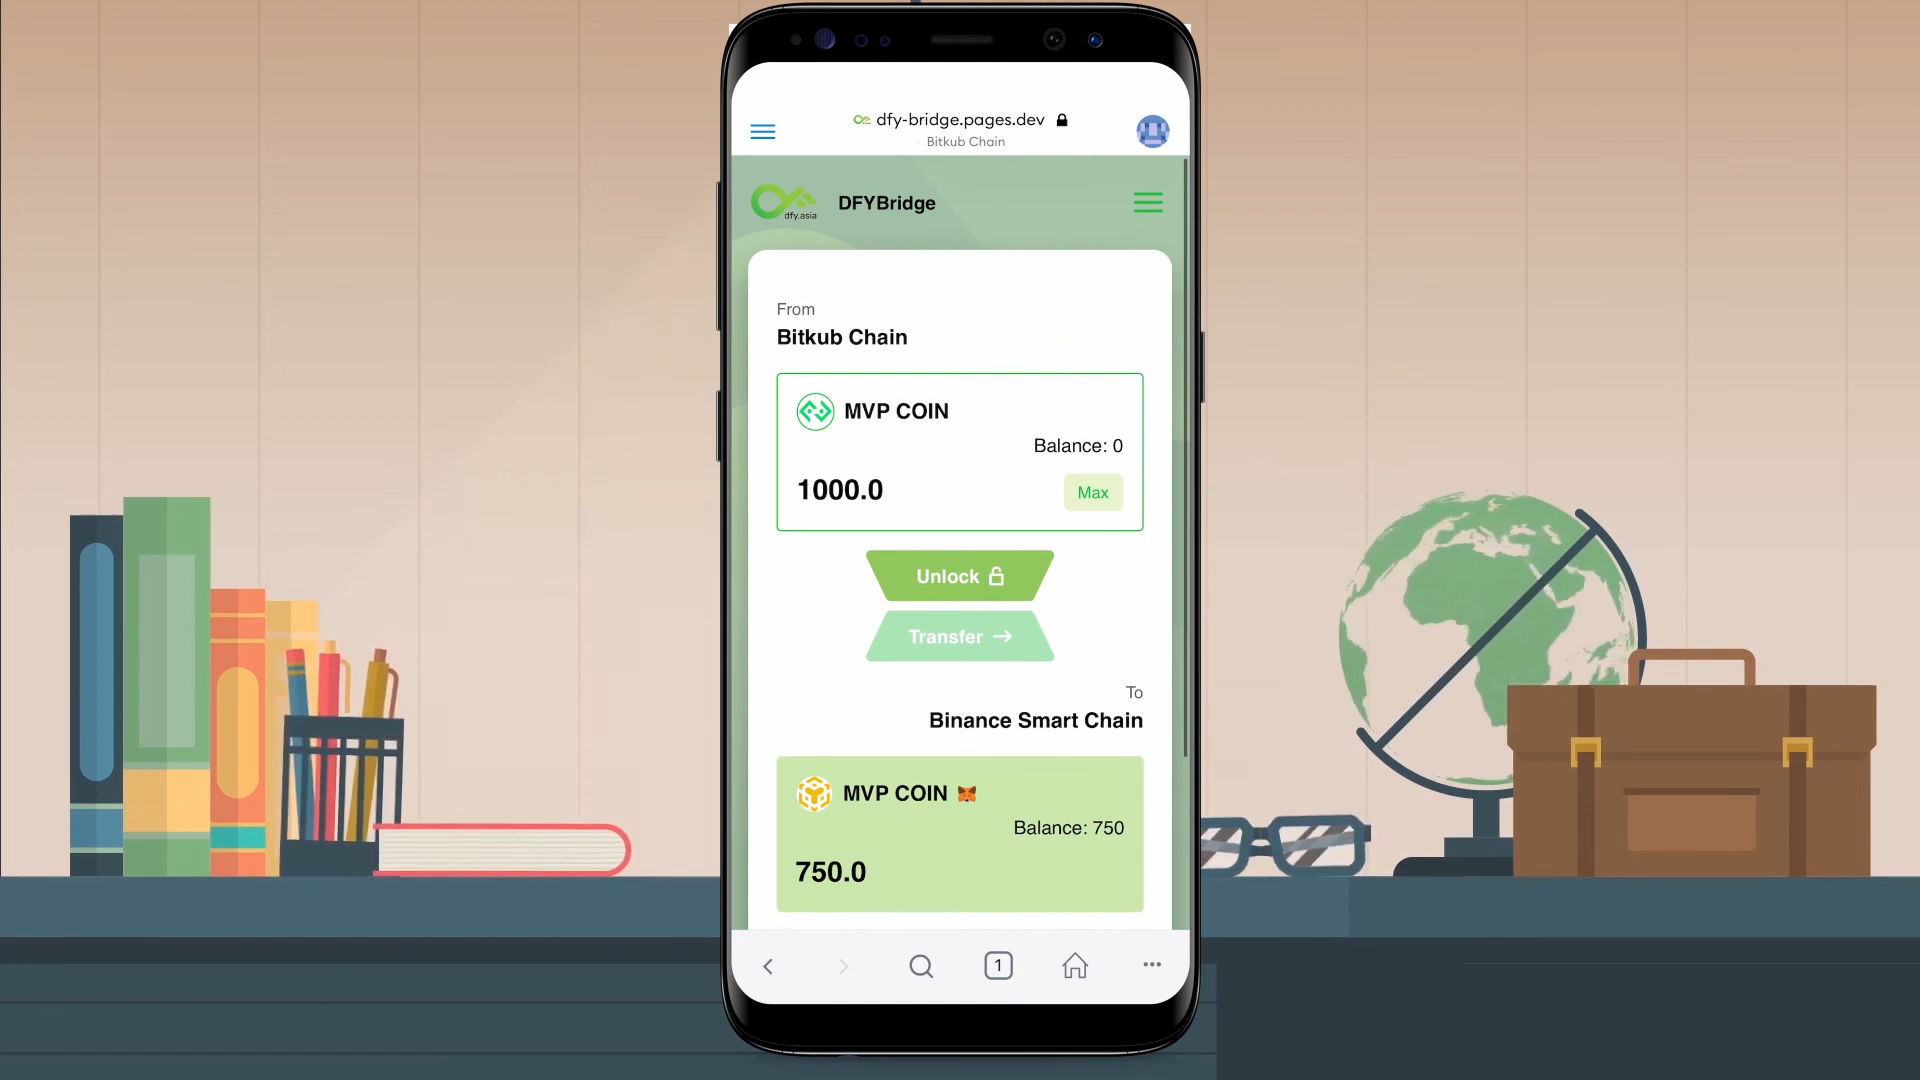 dfy-bridge.pages.dev
Bitkub Chain
dfy.asia
DFYBridge
From
Bitkub Chain
MVP COIN
Balance: 0
1000.0
Max
Unlock
Transfer →
To
Binance Smart Chain
MVP COIN
Balance: 750
750.0
1